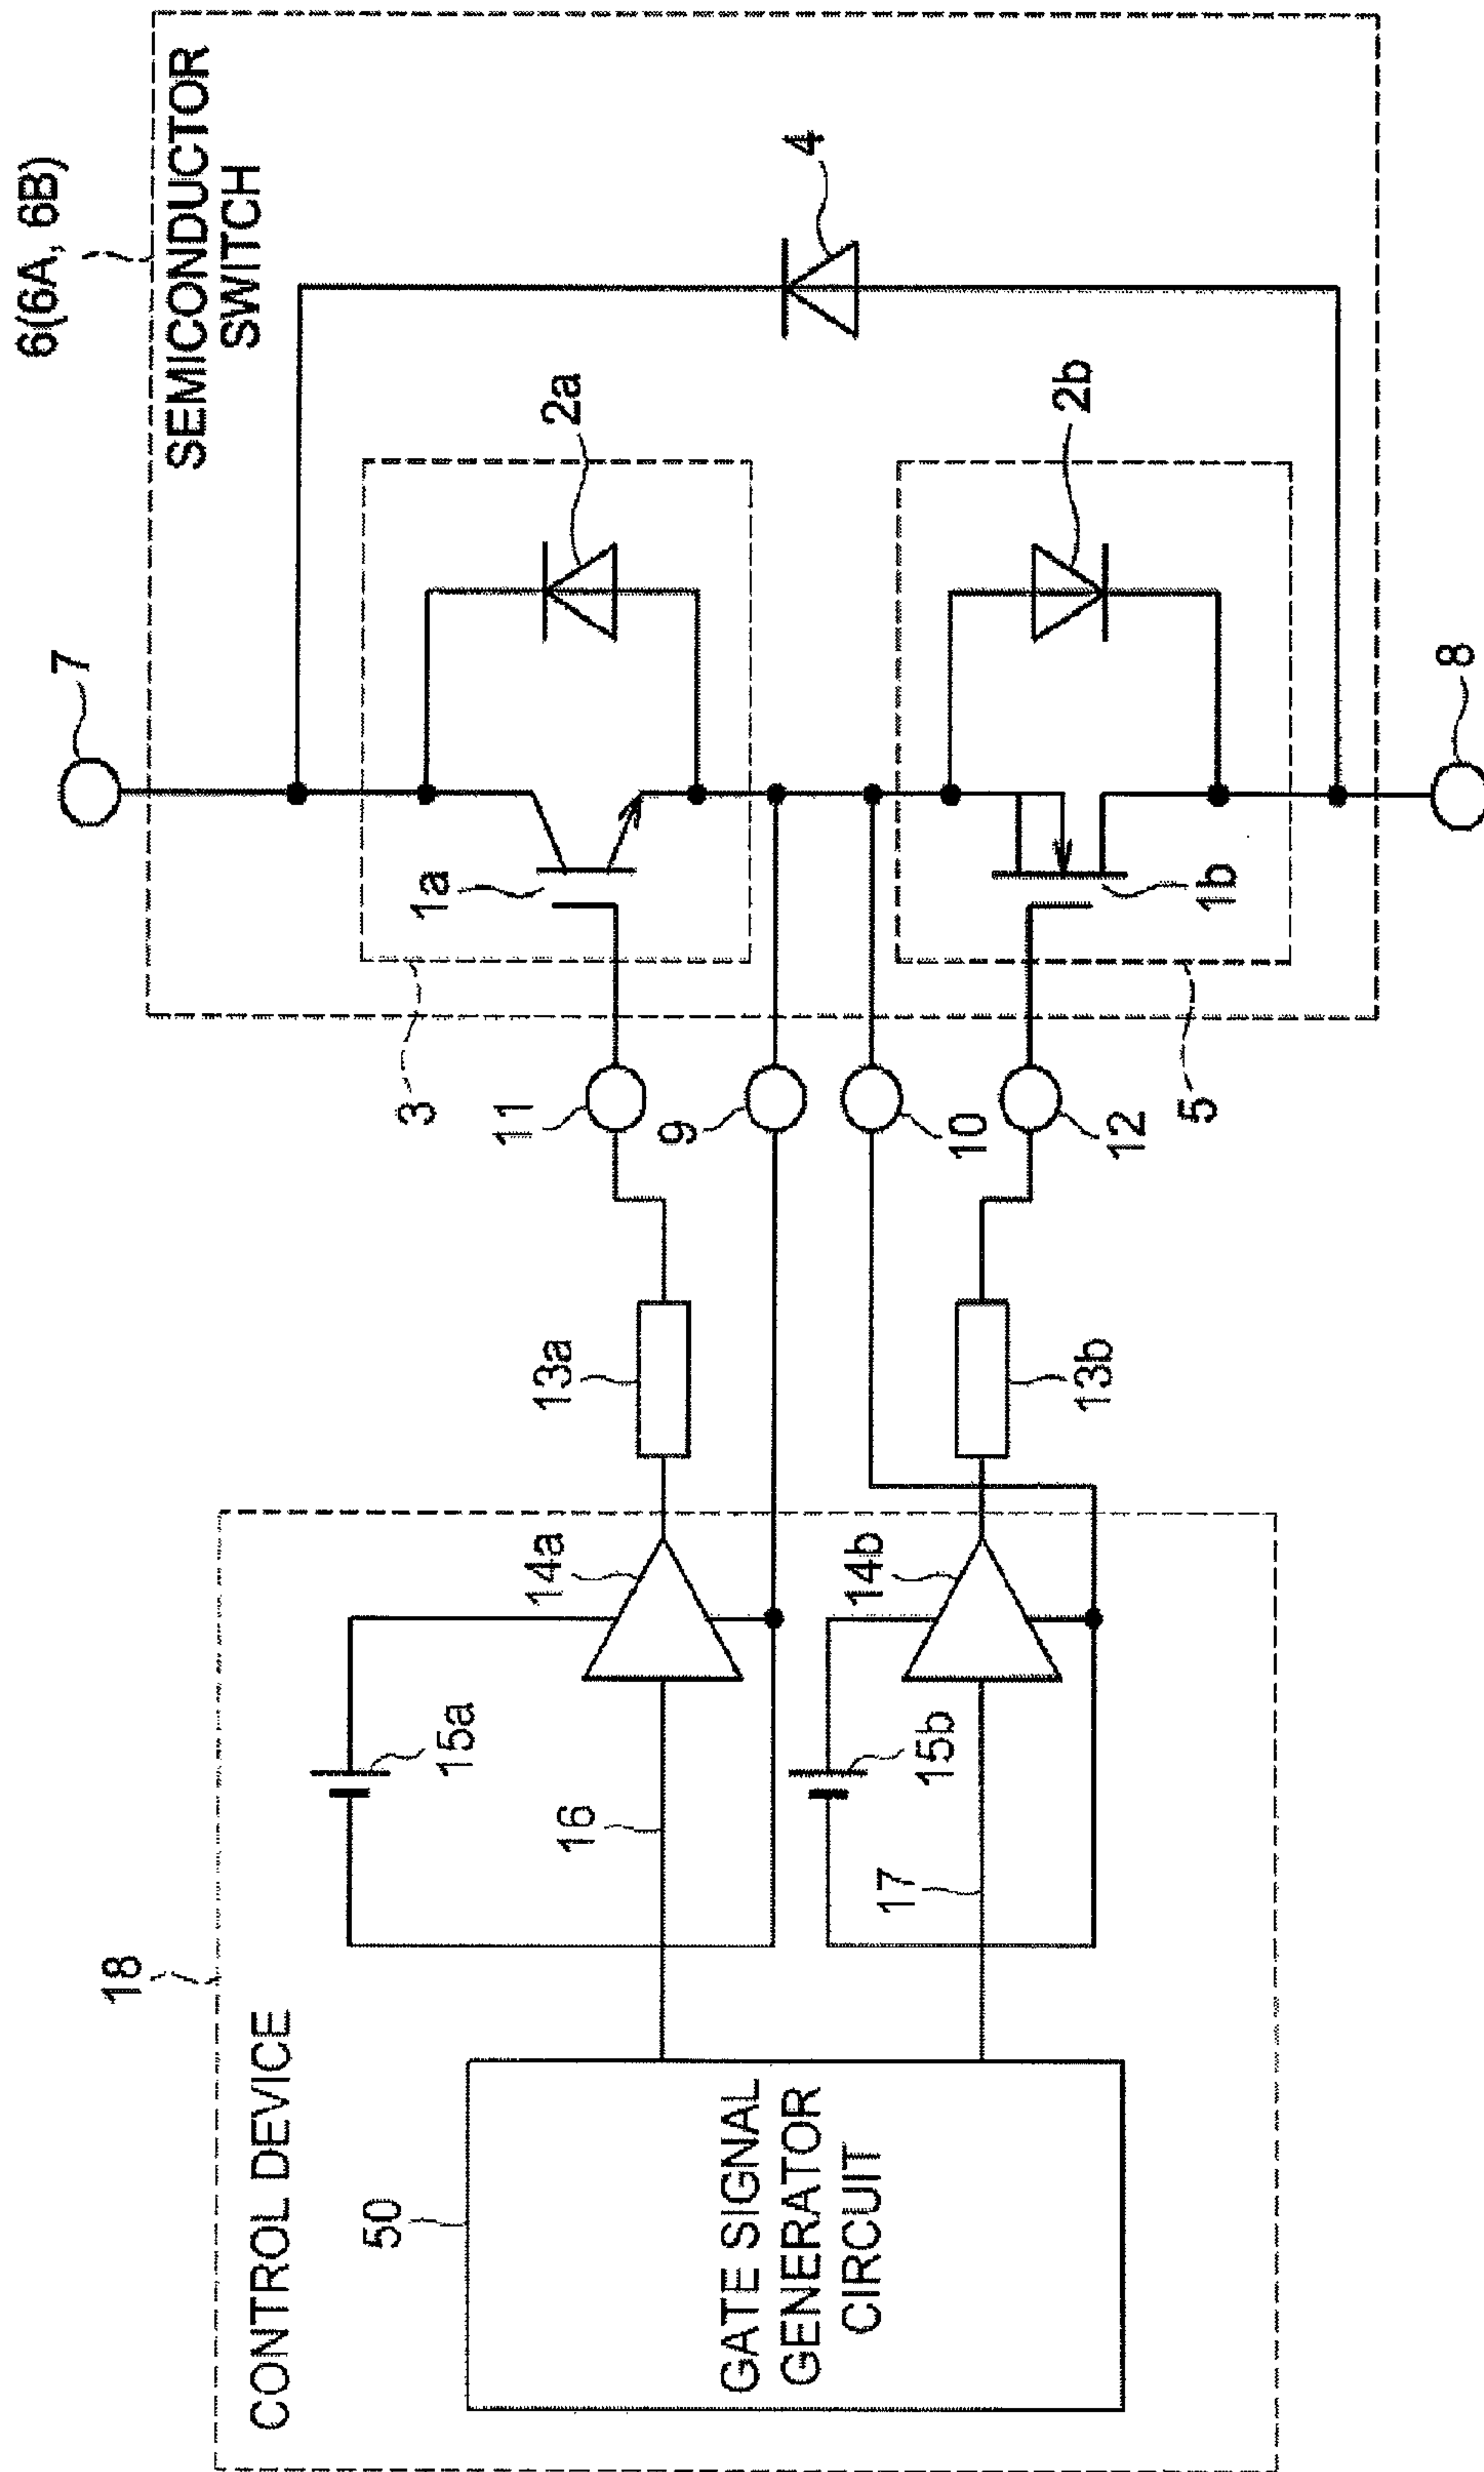 6(6A, 6B)
SEMICONDUCTOR
SWITCH
7
4
2a
2b
1a
1b
8
3
11
9
10
12
5
13a
13b
14a
14b
15a
15b
16
17
18
CONTROL DEVICE
50
GATE SIGNAL
GENERATOR
CIRCUIT